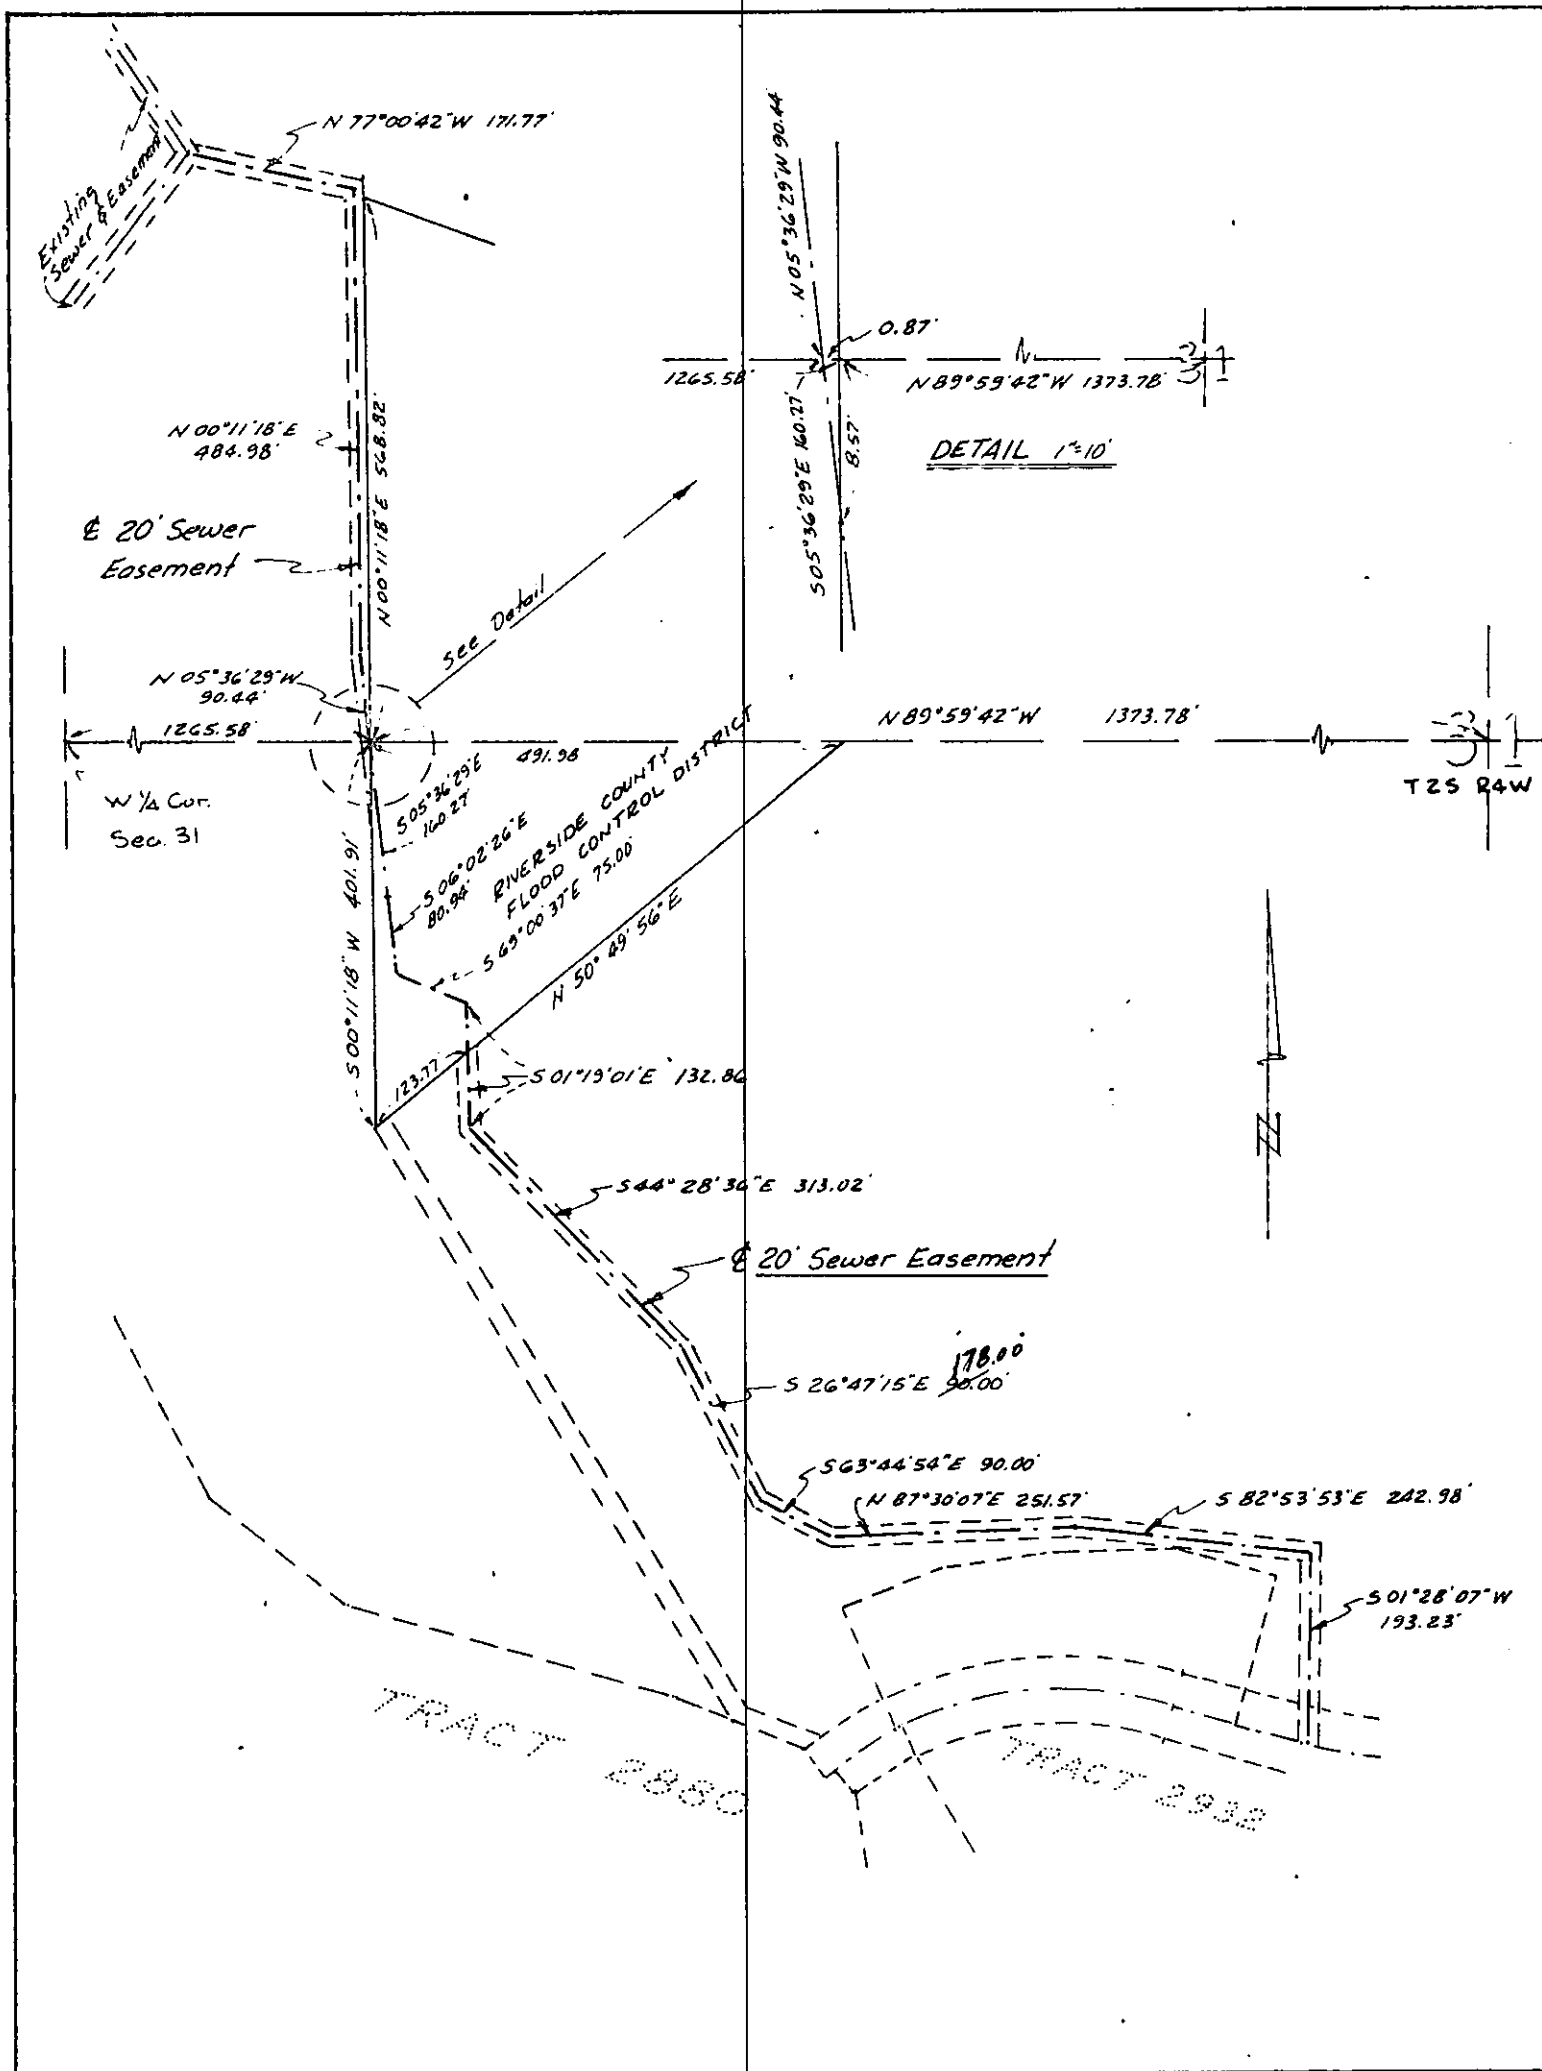 N 77°00'42"W 171.77'
Existing
Sewer & Easement
N 05°36'29"W 90.44'
0.87'
1265.58'
N 89°59'42"W 1373.78'
31
S 05°36'29"E 160.27'
8.57'
DETAIL 1"=10'
N 00°11'18"E
484.98'
N 00°11'18"E 568.82'
℄ 20' Sewer
Easement
See Detail
N 05°36'29"W
90.44'
1265.58'
491.98
N 89°59'42"W 1373.78'
31
T2S R4W
W 1/4 Cor.
Sec. 31
S 05°36'29"E
160.27'
S 06°02'26"E
80.94'
RIVERSIDE COUNTY
FLOOD CONTROL DISTRICT
S 69°00'37"E 75.00'
N 50°49'56"E
S 00°11'18"W 401.91'
123.77'
S 01°19'01"E 132.86
N
S 44°28'36"E 313.02'
℄ 20' Sewer Easement
178.00'
S 26°47'15"E 90.00'
S 63°44'54"E 90.00'
N 87°30'07"E 251.57'
S 82°53'53"E 242.98'
S 01°28'07"W
193.23'
TRACT 2880
TRACT 2932